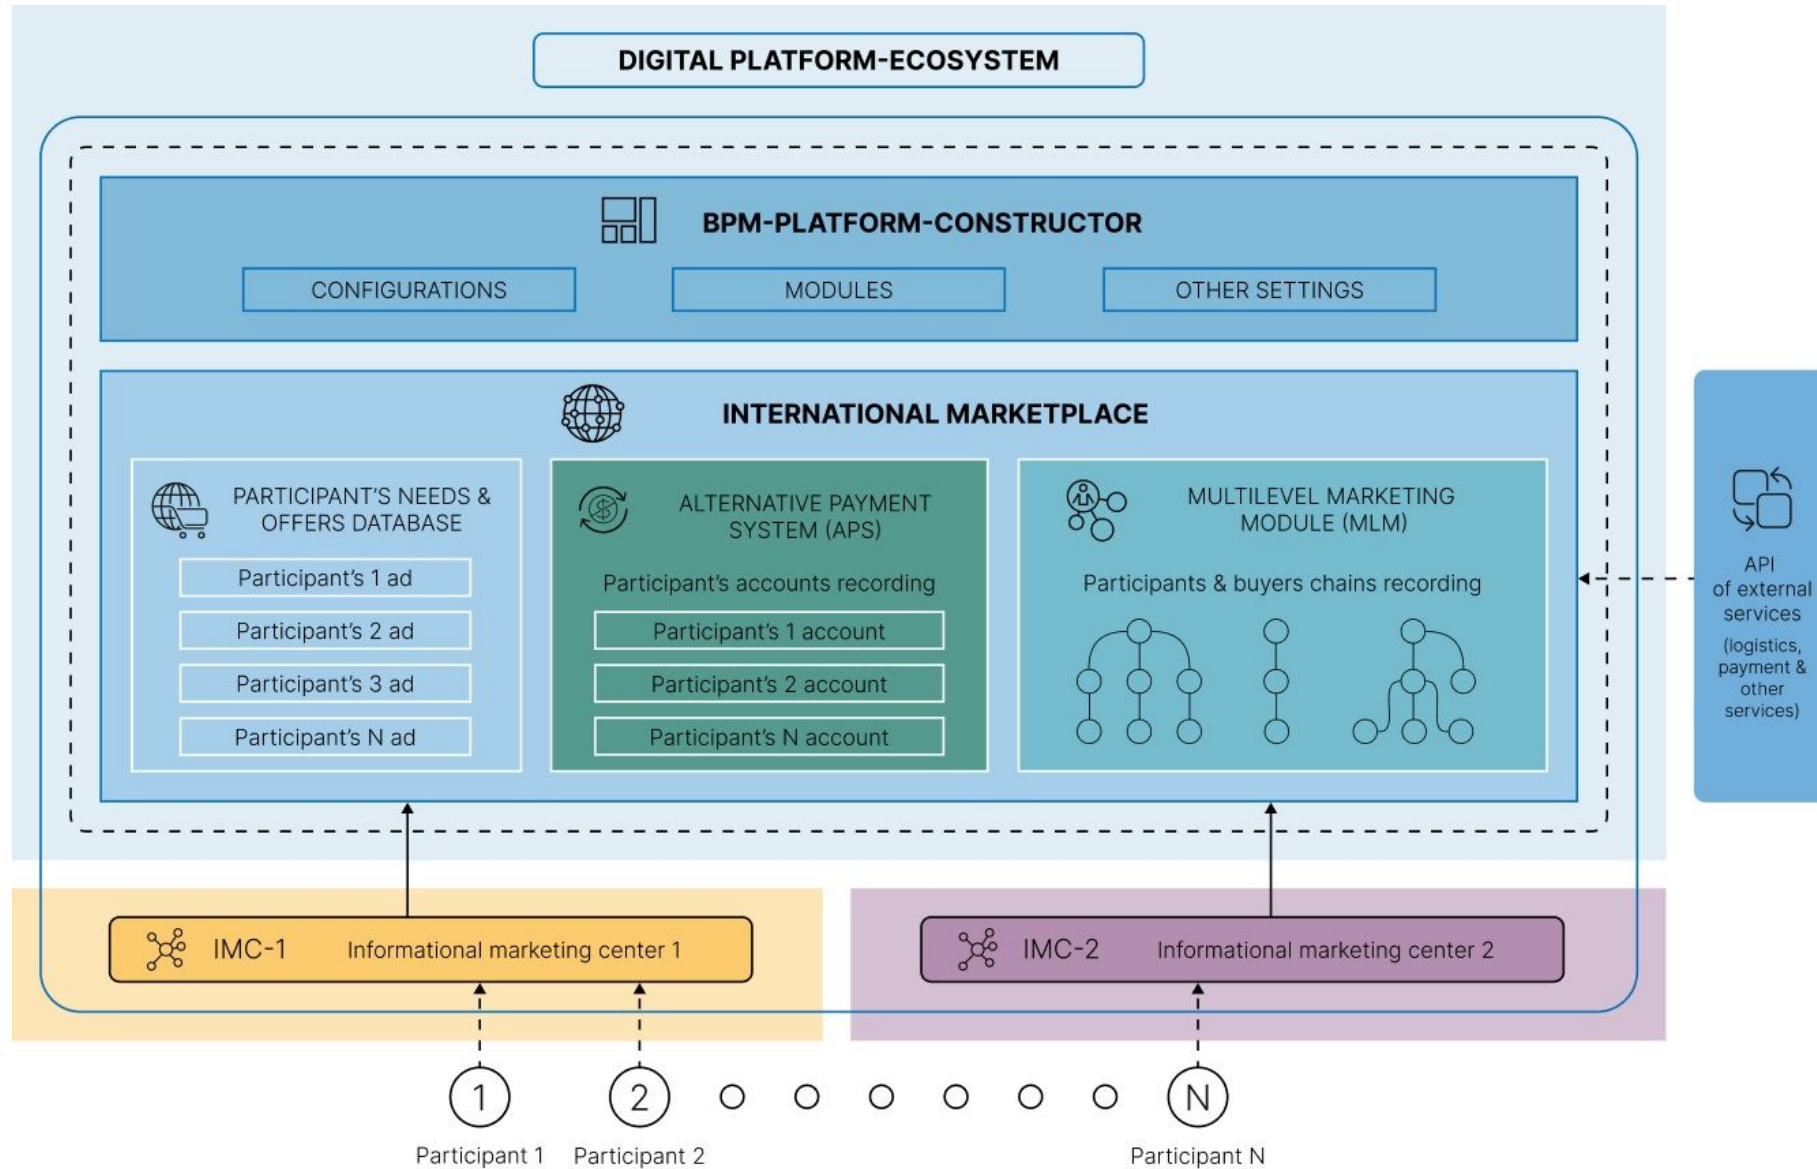 DIGITAL PLATFORM-ECOSYSTEM
BPM-PLATFORM-CONSTRUCTOR
CONFIGURATIONS
MODULES
OTHER SETTINGS
INTERNATIONAL MARKETPLACE
PARTICIPANT'S NEEDS &
OFFERS DATABASE
Participant's 1 ad
Participant's 2 ad
Participant's 3 ad
Participant's N ad
ALTERNATIVE PAYMENT
SYSTEM (APS)
Participant's accounts recording
Participant's 1 account
Participant's 2 account
Participant's N account
MULTILEVEL MARKETING
MODULE (MLM)
Participants & buyers chains recording
API
of external
services
(logistics,
payment &
other
services)
IMC-1 Informational marketing center 1
IMC-2 Informational marketing center 2
1
2
N
Participant 1
Participant 2
Participant N